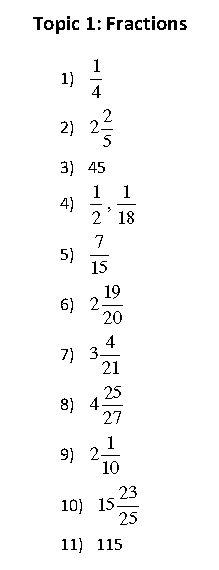 Topic 1: Fractions
1) 1/4
2) 2 2/5
3) 45
4) 1/2 , 1/18
5) 7/15
6) 2 19/20
7) 3 4/21
8) 4 25/27
9) 2 1/10
10) 15 23/25
11) 115